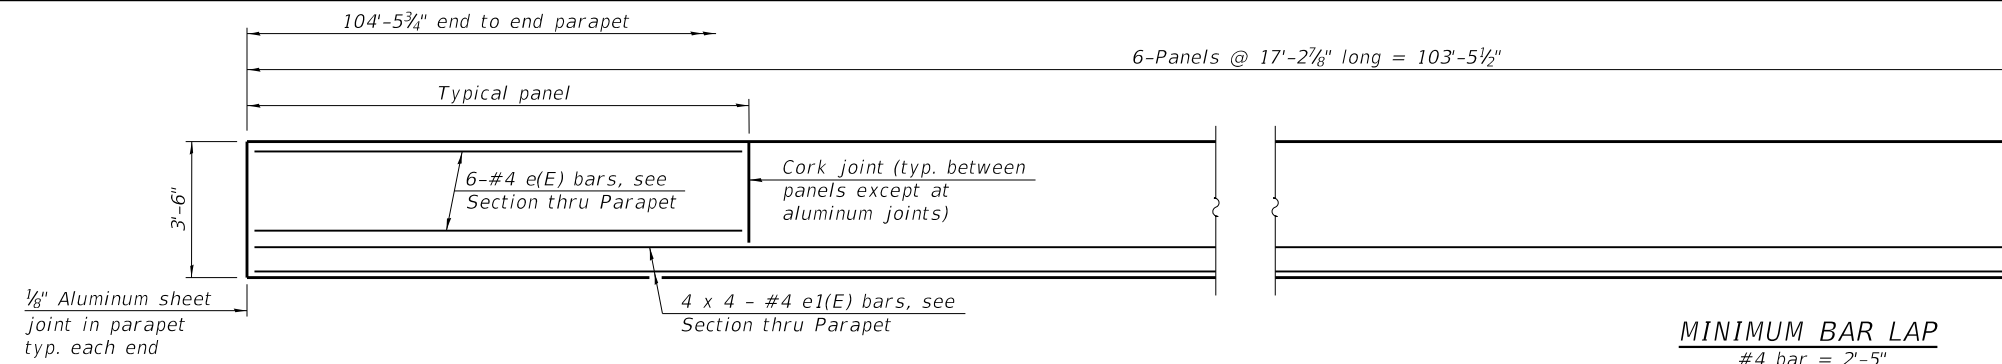 104'-5¾" end to end parapet
6-Panels @ 17'-2⅞" long = 103'-5½"
Typical panel
6-#4 e(E) bars, see
Section thru Parapet
Cork joint (typ. between
panels except at
aluminum joints)
3'-6"
⅛" Aluminum sheet
joint in parapet
typ. each end
4 x 4 - #4 e1(E) bars, see
Section thru Parapet
MINIMUM BAR LAP
#4 bar = 2'-5"